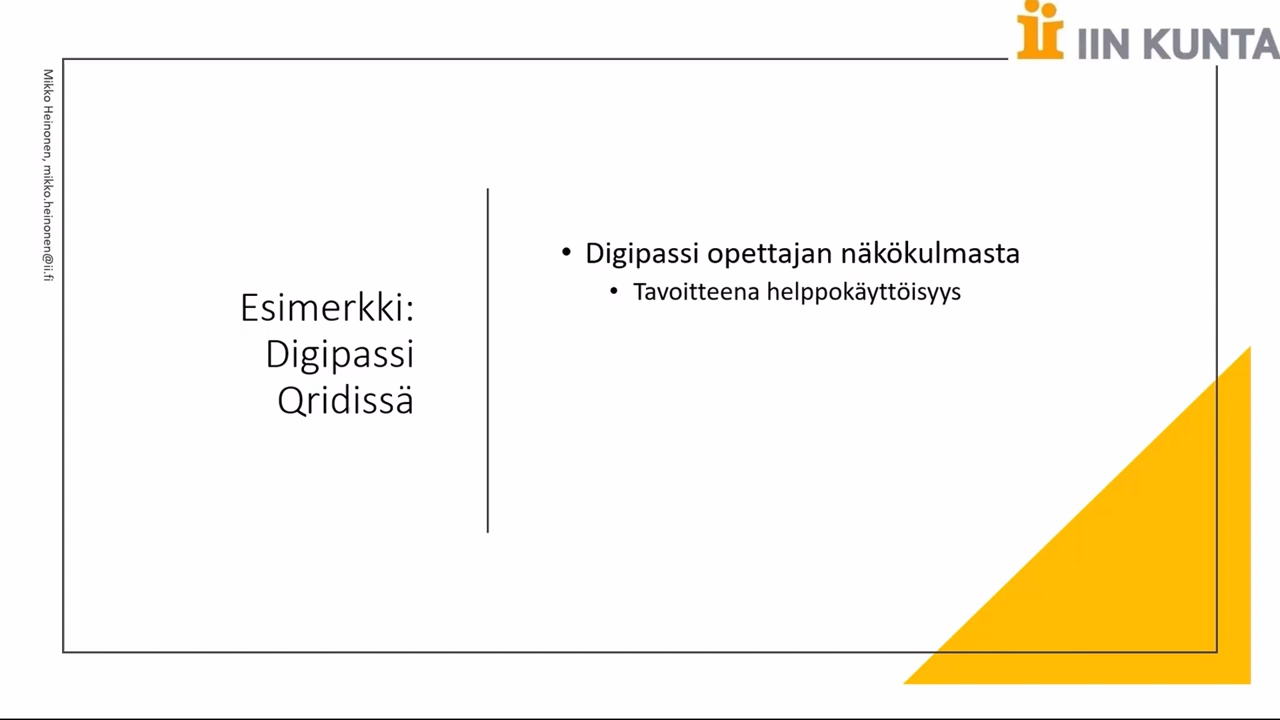 IIN KUNTA
Mikko Heinonen, mikko.heinonen@ii.fi
Esimerkki:
Digipassi
Qridissä
• Digipassi opettajan näkökulmasta
• Tavoitteena helppokäyttöisyys